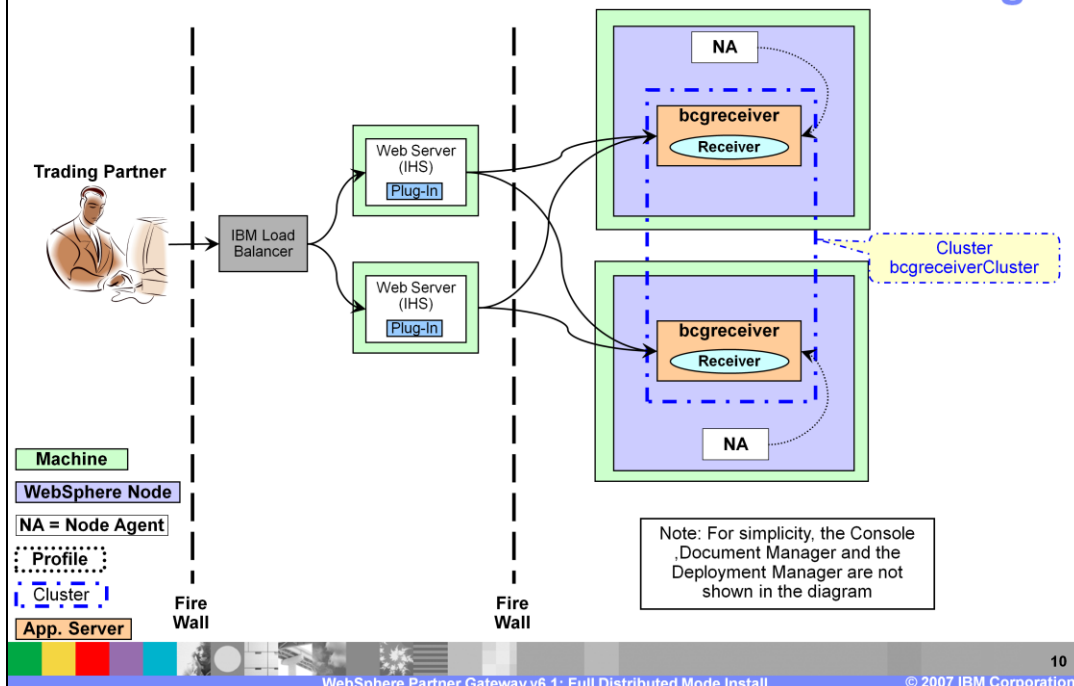 Trading Partner
IBM Load
Balancer
Web Server
(IHS)
Plug-In
Web Server
(IHS)
Plug-In
NA
bcgreceiver
Receiver
Cluster
bcgreceiverCluster
bcgreceiver
Receiver
NA
Machine
WebSphere Node
NA = Node Agent
Profile
Cluster
App. Server
Fire
Wall
Fire
Wall
Note: For simplicity, the Console
,Document Manager and the
Deployment Manager are not
shown in the diagram
10
WebSphere Partner Gateway v6.1: Full Distributed Mode Install
© 2007 IBM Corporation